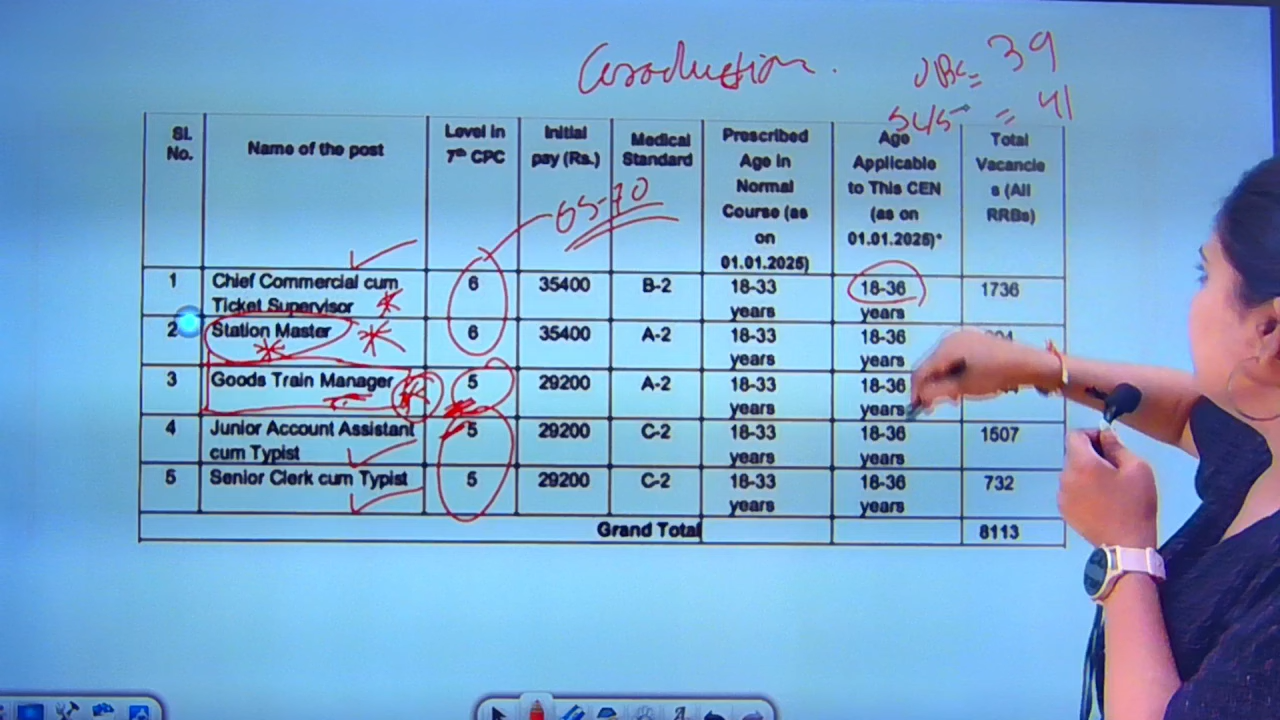 Graduation.
OBC = 39
SC/ST = 41
Sl. No. Name of the post Level in 7th CPC Initial pay (Rs.) Medical Standard Prescribed Age in Normal Course (as on 01.01.2025) Age Applicable to This CEN (as on 01.01.2025)* Total Vacancies (All RRBs)
65-70
1 Chief Commercial cum Ticket Supervisor 6 35400 B-2 18-33 years 18-36 years 1736
2 Station Master 6 35400 A-2 18-33 years 18-36 years
3 Goods Train Manager 5 29200 A-2 18-33 years 18-36 years
4 Junior Account Assistant cum Typist 5 29200 C-2 18-33 years 18-36 years 1507
5 Senior Clerk cum Typist 5 29200 C-2 18-33 years 18-36 years 732
Grand Total 8113